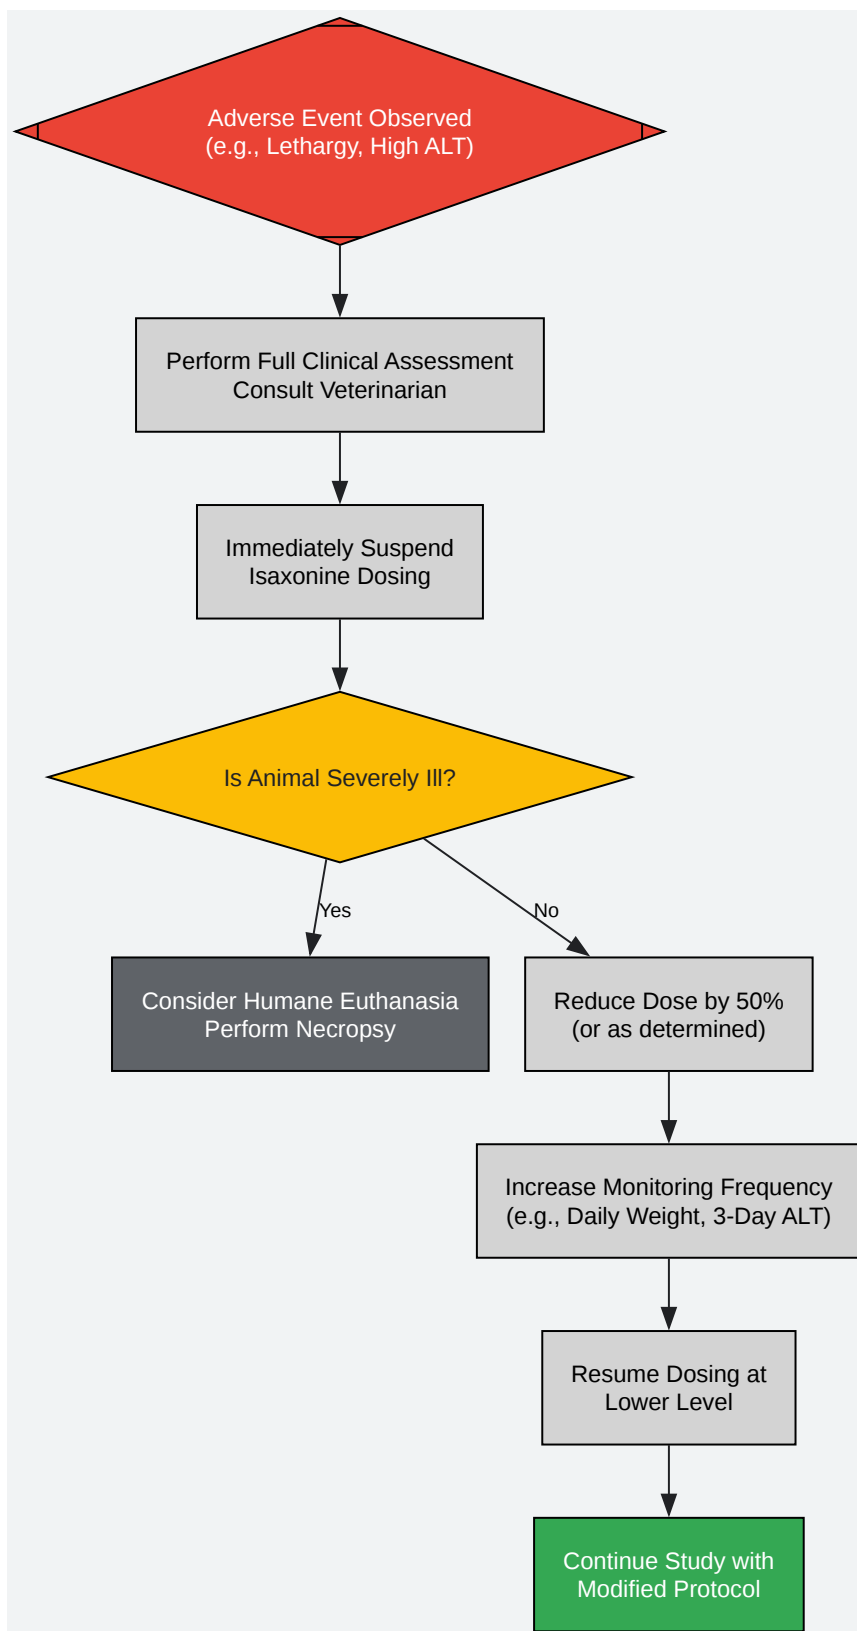 Adverse Event Observed
(e.g., Lethargy, High ALT)
Perform Full Clinical Assessment
Consult Veterinarian
Immediately Suspend
Isaxonine Dosing
Is Animal Severely Ill?
Yes
No
Consider Humane Euthanasia
Perform Necropsy
Reduce Dose by 50%
(or as determined)
Increase Monitoring Frequency
(e.g., Daily Weight, 3-Day ALT)
Resume Dosing at
Lower Level
Continue Study with
Modified Protocol